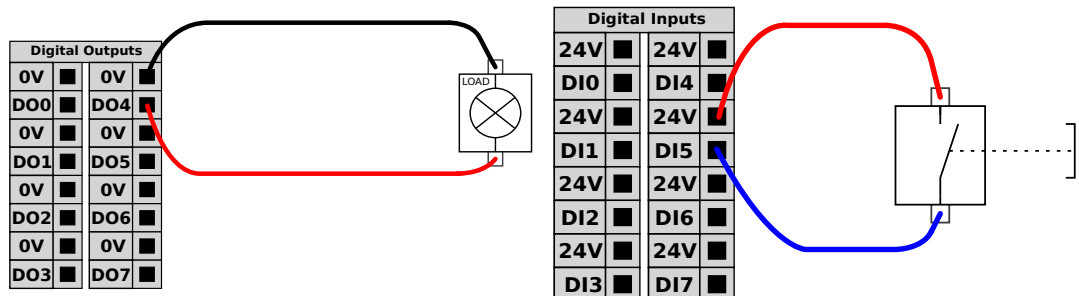 Digital Outputs
0V 0V
DO0 DO4
0V 0V
DO1 DO5
0V 0V
DO2 DO6
0V 0V
DO3 DO7
LOAD
Digital Inputs
24V 24V
DI0 DI4
24V 24V
DI1 DI5
24V 24V
DI2 DI6
24V 24V
DI3 DI7